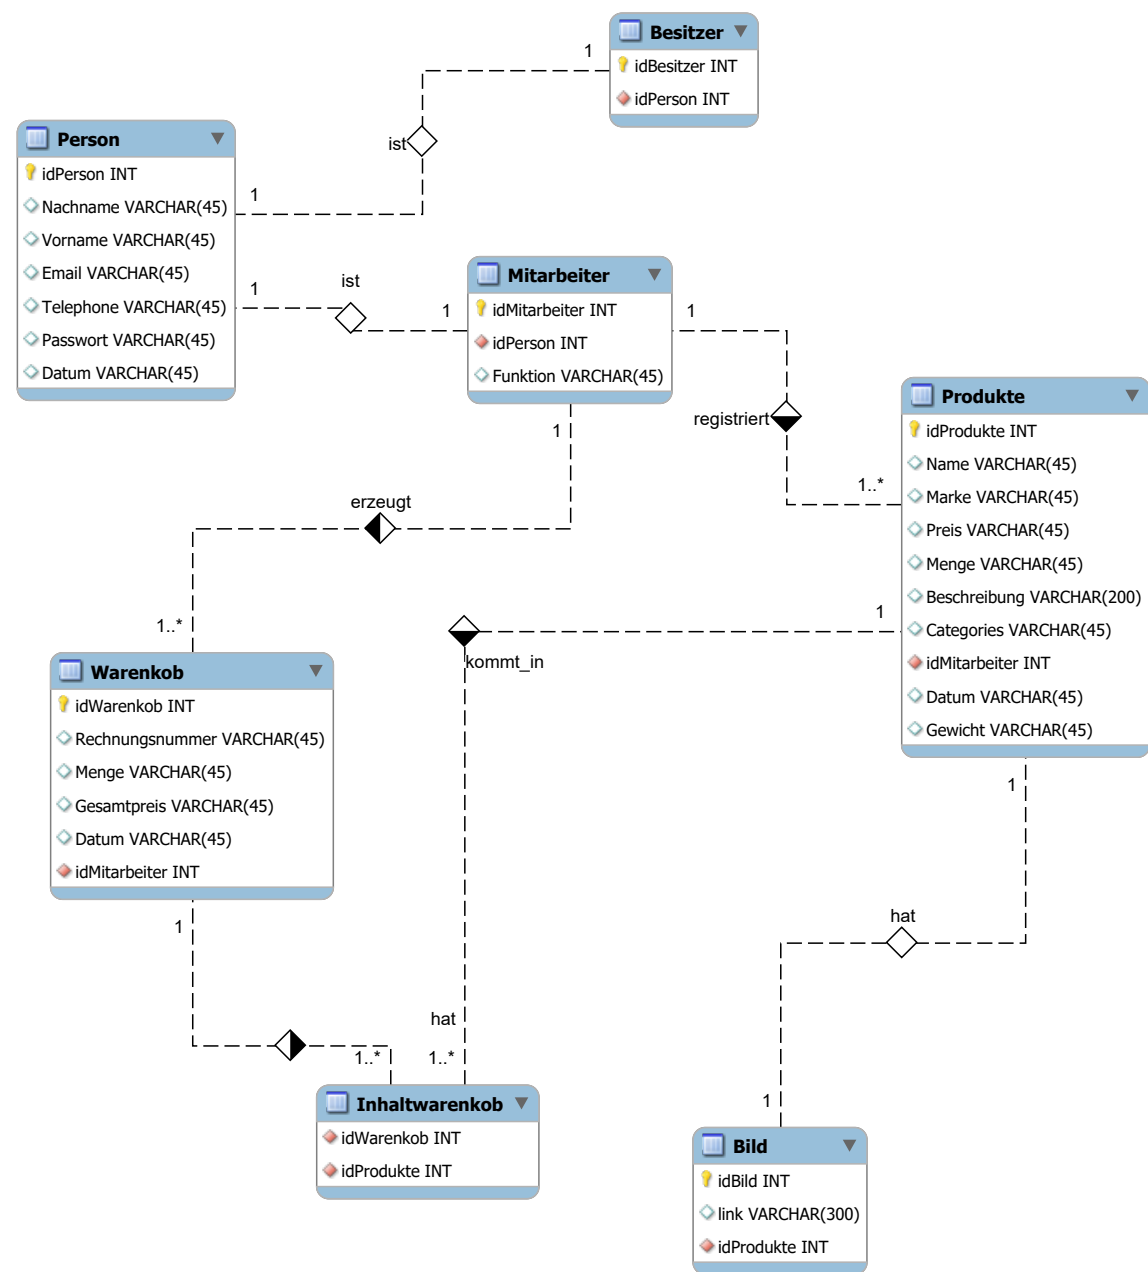 Besitzer
idBesitzer INT
idPerson INT
1
ist
Person
idPerson INT
Nachname VARCHAR(45)
Vorname VARCHAR(45)
Email VARCHAR(45)
Telephone VARCHAR(45)
Passwort VARCHAR(45)
Datum VARCHAR(45)
1
1
ist
1
Mitarbeiter
idMitarbeiter INT
idPerson INT
Funktion VARCHAR(45)
1
registriert
1..*
1
erzeugt
1..*
Produkte
idProdukte INT
Name VARCHAR(45)
Marke VARCHAR(45)
Preis VARCHAR(45)
Menge VARCHAR(45)
Beschreibung VARCHAR(200)
Categories VARCHAR(45)
idMitarbeiter INT
Datum VARCHAR(45)
Gewicht VARCHAR(45)
1
kommt_in
Warenkob
idWarenkob INT
Rechnungsnummer VARCHAR(45)
Menge VARCHAR(45)
Gesamtpreis VARCHAR(45)
Datum VARCHAR(45)
idMitarbeiter INT
1
1
hat
hat
1..*
1..*
1
Inhaltwarenkob
idWarenkob INT
idProdukte INT
Bild
idBild INT
link VARCHAR(300)
idProdukte INT